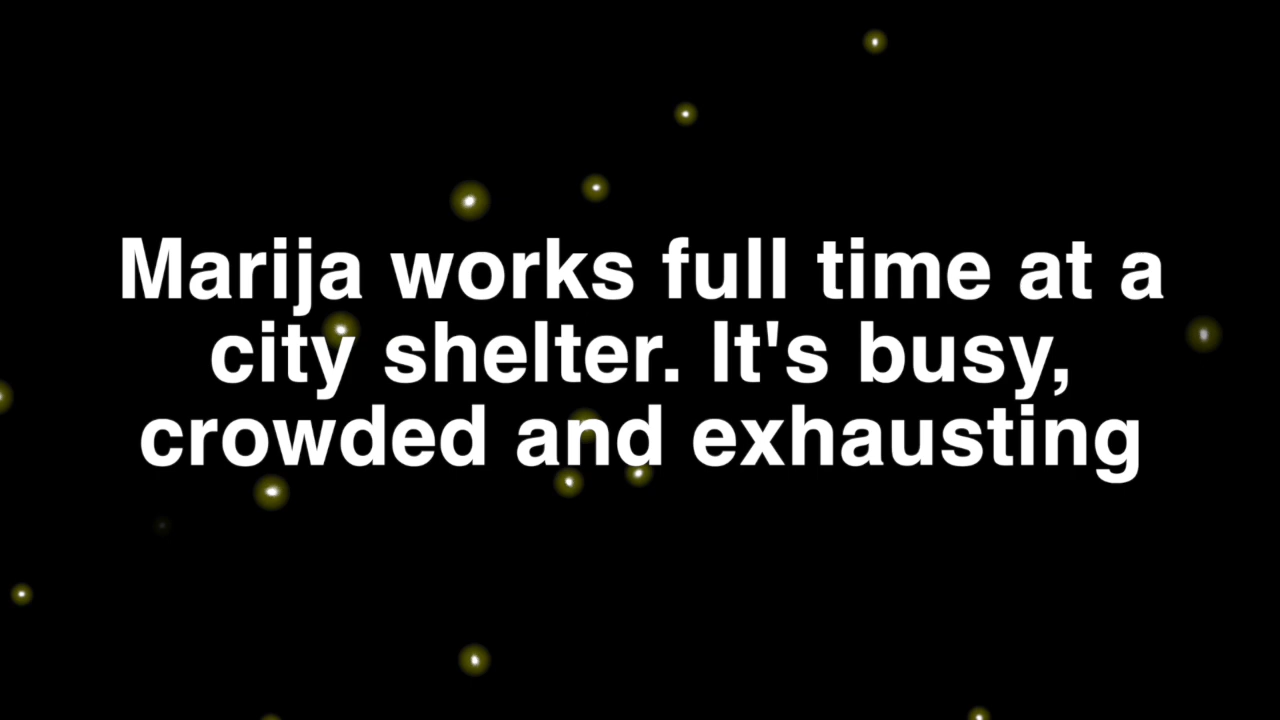 Marija works full time at a
city shelter. It's busy,
crowded and exhausting